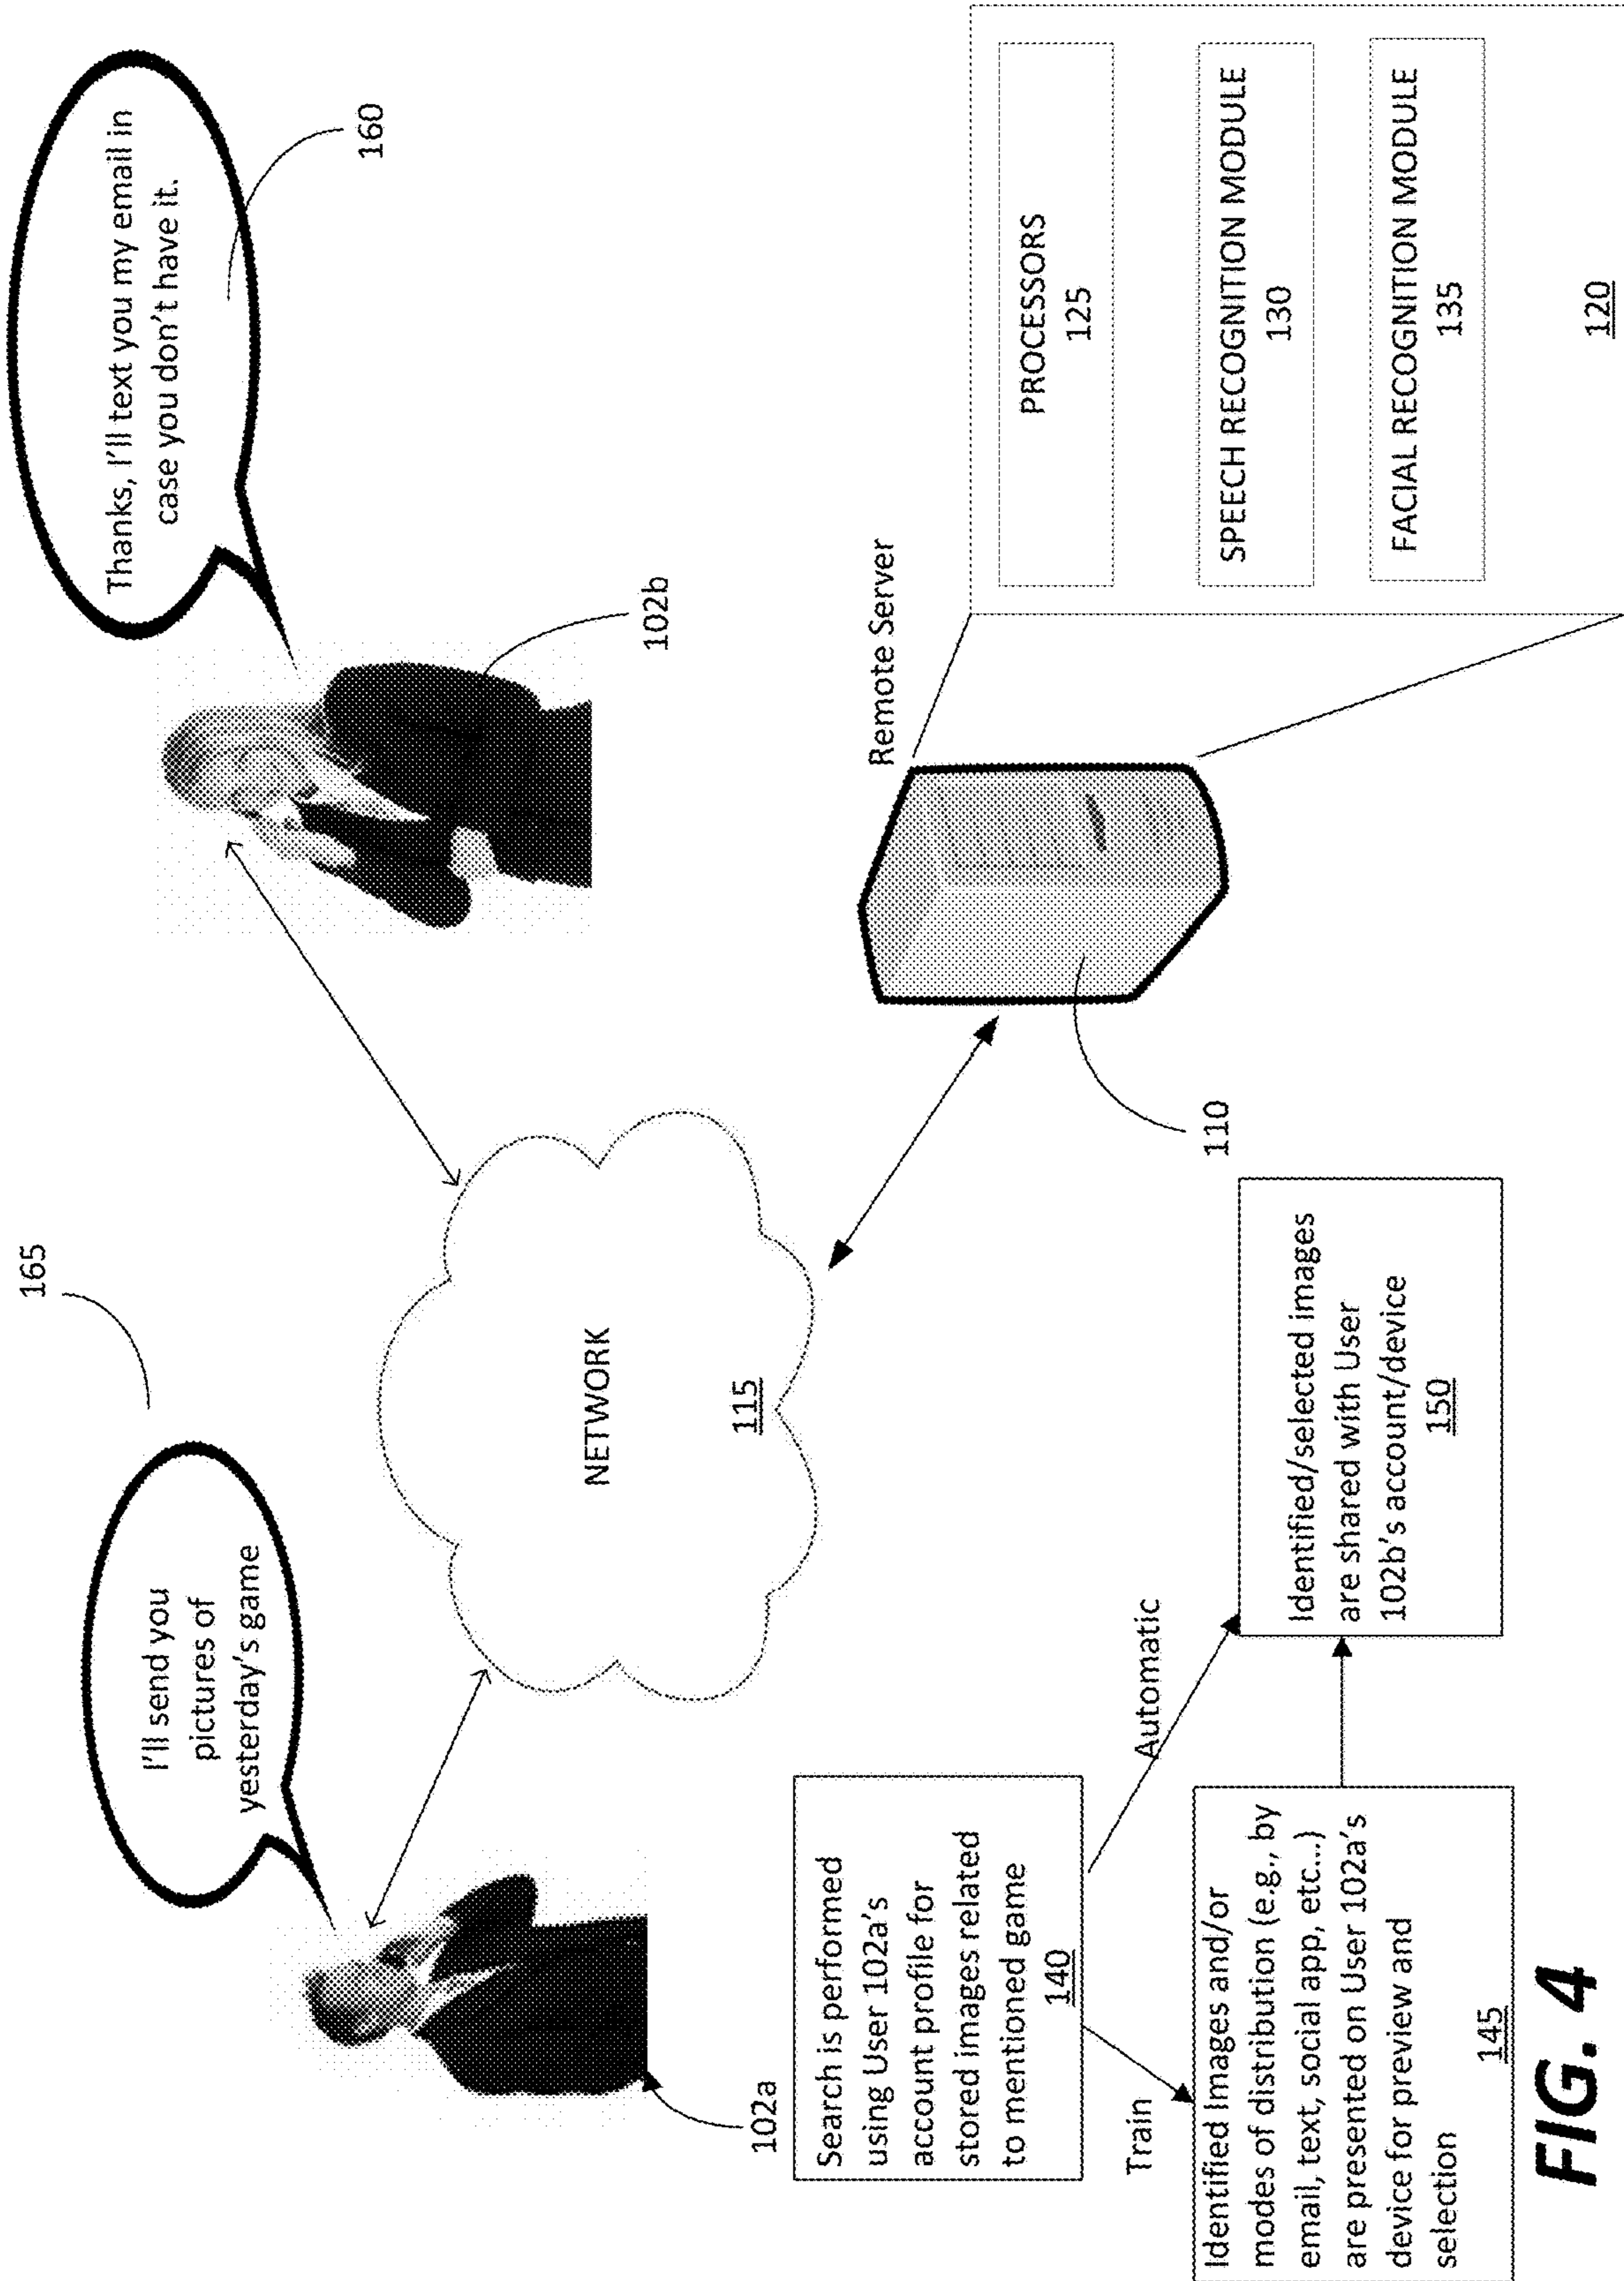 165
I'll send you
pictures of
yesterday's game
Thanks, I'll text you my email in
case you don't have it.
160
102a
102b
NETWORK
115
Remote Server
110
PROCESSORS
125
SPEECH RECOGNITION MODULE
130
FACIAL RECOGNITION MODULE
135
120
Search is performed
using User 102a's
account profile for
stored images related
to mentioned game
140
Train
Automatic
Identified Images and/or
modes of distribution (e.g., by
email, text, social app, etc...)
are presented on User 102a's
device for preview and
selection
145
Identified/selected images
are shared with User
102b's account/device
150
FIG. 4